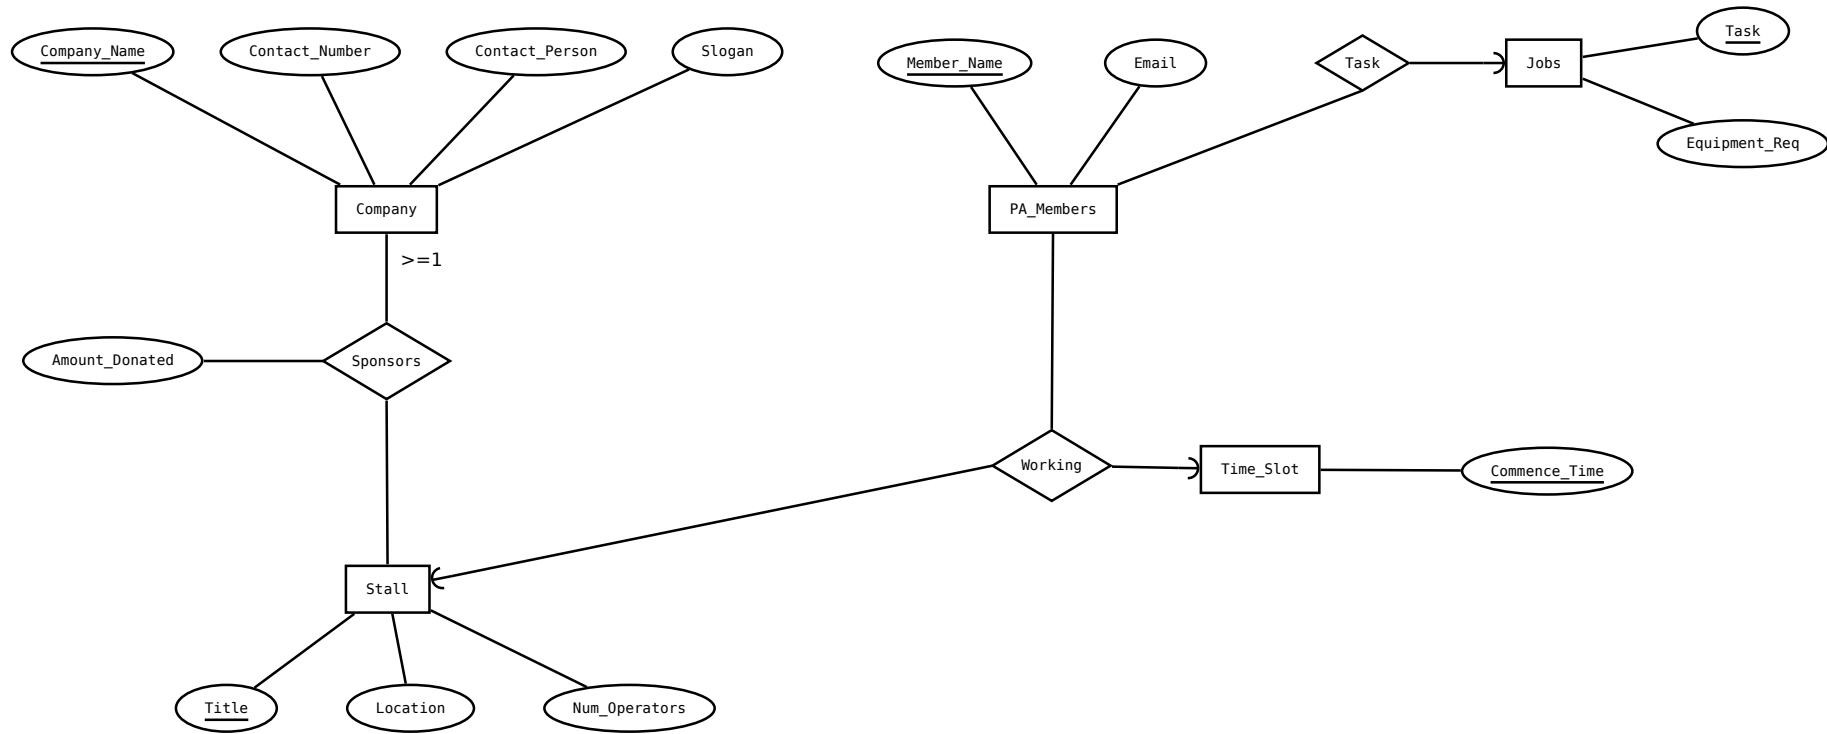 Company_Name
Contact_Number
Contact_Person
Slogan
Member_Name
Email
Task
Jobs
Task
Equipment_Req
Company
PA_Members
>=1
Amount_Donated
Sponsors
Working
Time_Slot
Commence_Time
Stall
Title
Location
Num_Operators